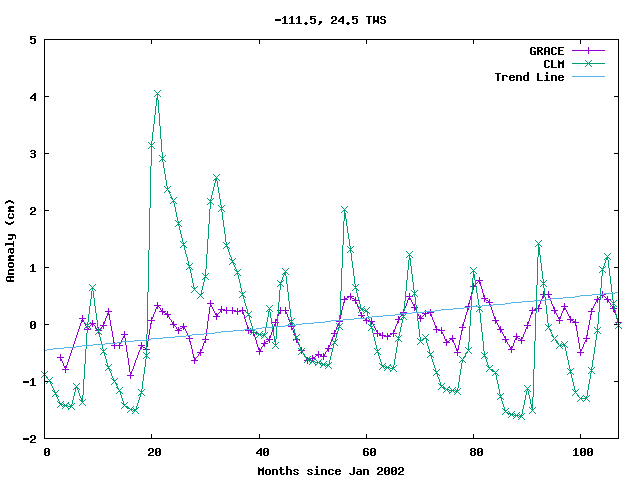 -111.5, 24.5 TWS
GRACE
CLM
Trend Line
5
4
3
2
1
0
-1
-2
Anomaly (cm)
0 20 40 60 80 100
Months since Jan 2002